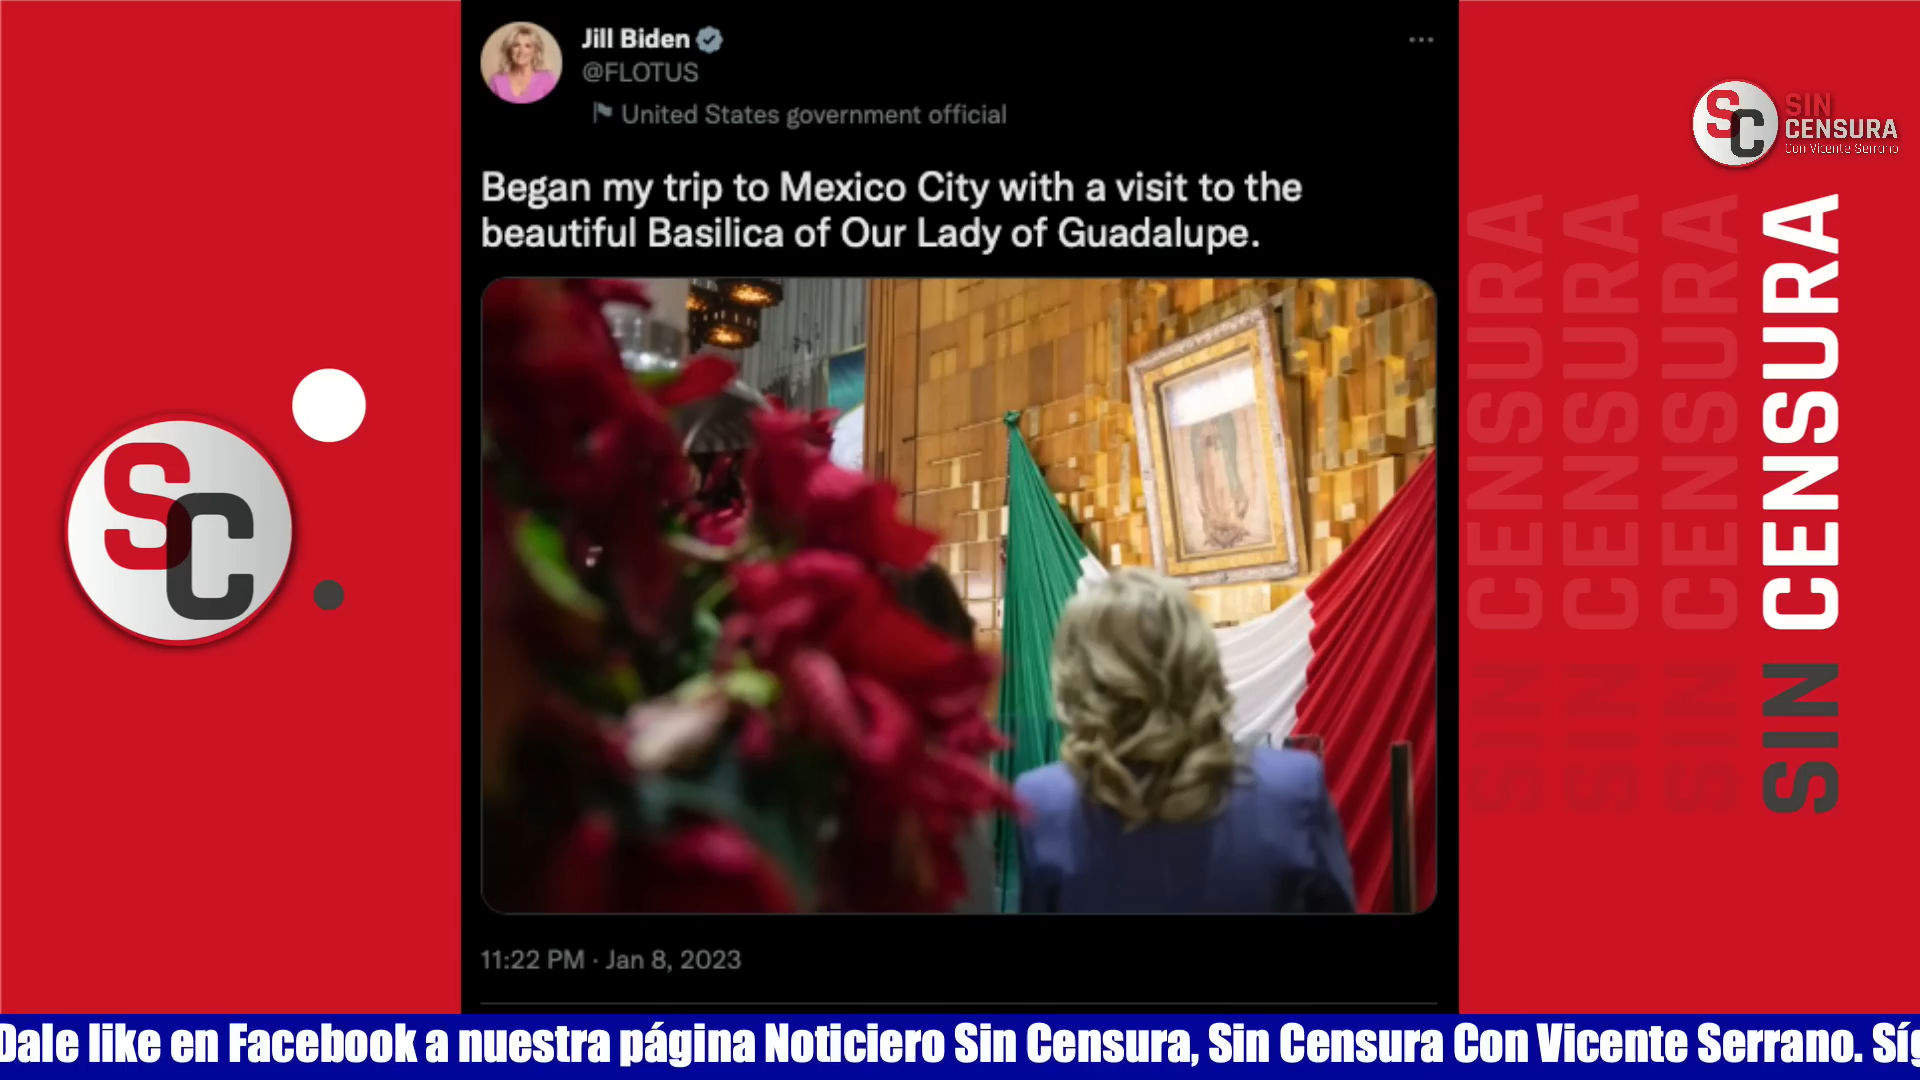 Jill Biden
@FLOTUS
United States government official
Began my trip to Mexico City with a visit to the
beautiful Basilica of Our Lady of Guadalupe.
11:22 PM · Jan 8, 2023
SC
SC
SIN
CENSURA
Con Vicente Serrano
SIN CENSURA
SIN CENSURA
SIN CENSURA
SIN CENSURA
Dale like en Facebook a nuestra página Noticiero Sin Censura, Sin Censura Con Vicente Serrano. Síg